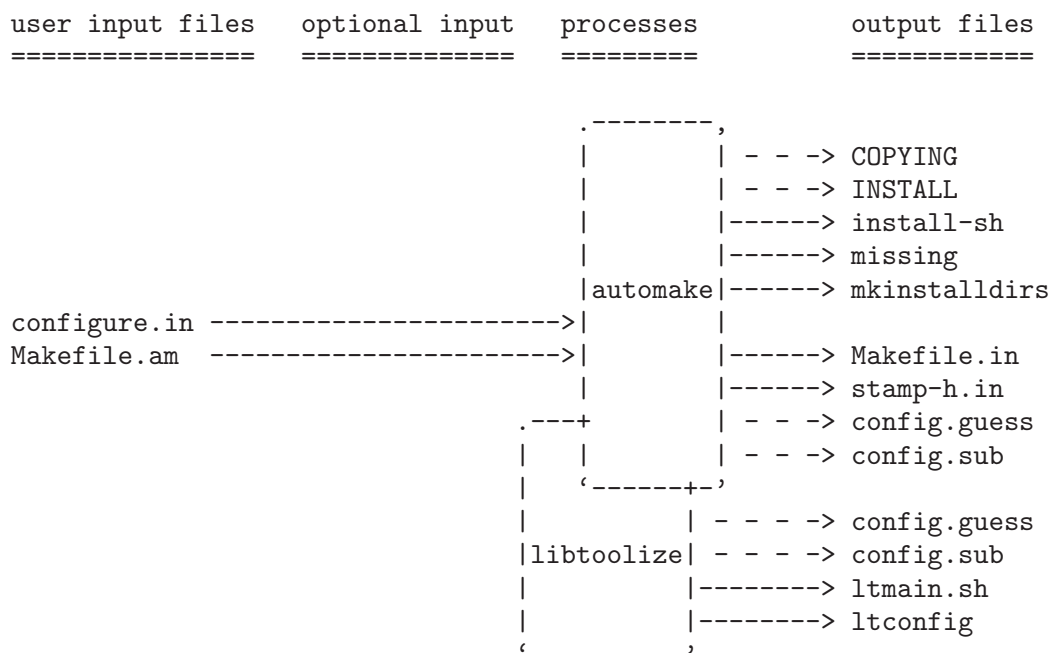 user input files   optional input   processes          output files
================   ==============   =========          ============

                                     .--------,
                                     |        | - - -> COPYING
                                     |        | - - -> INSTALL
                                     |        |------> install-sh
                                     |        |------> missing
                                     |automake|------> mkinstalldirs
configure.in ----------------------->|        |
Makefile.am  ----------------------->|        |------> Makefile.in
                                     |        |------> stamp-h.in
                                 .---+        | - - -> config.guess
                                 |   |        | - - -> config.sub
                                 |   ‘------+-’
                                 |          | - - - -> config.guess
                                 |libtoolize| - - - -> config.sub
                                 |          |--------> ltmain.sh
                                 |          |--------> ltconfig
                                 ‘          ’